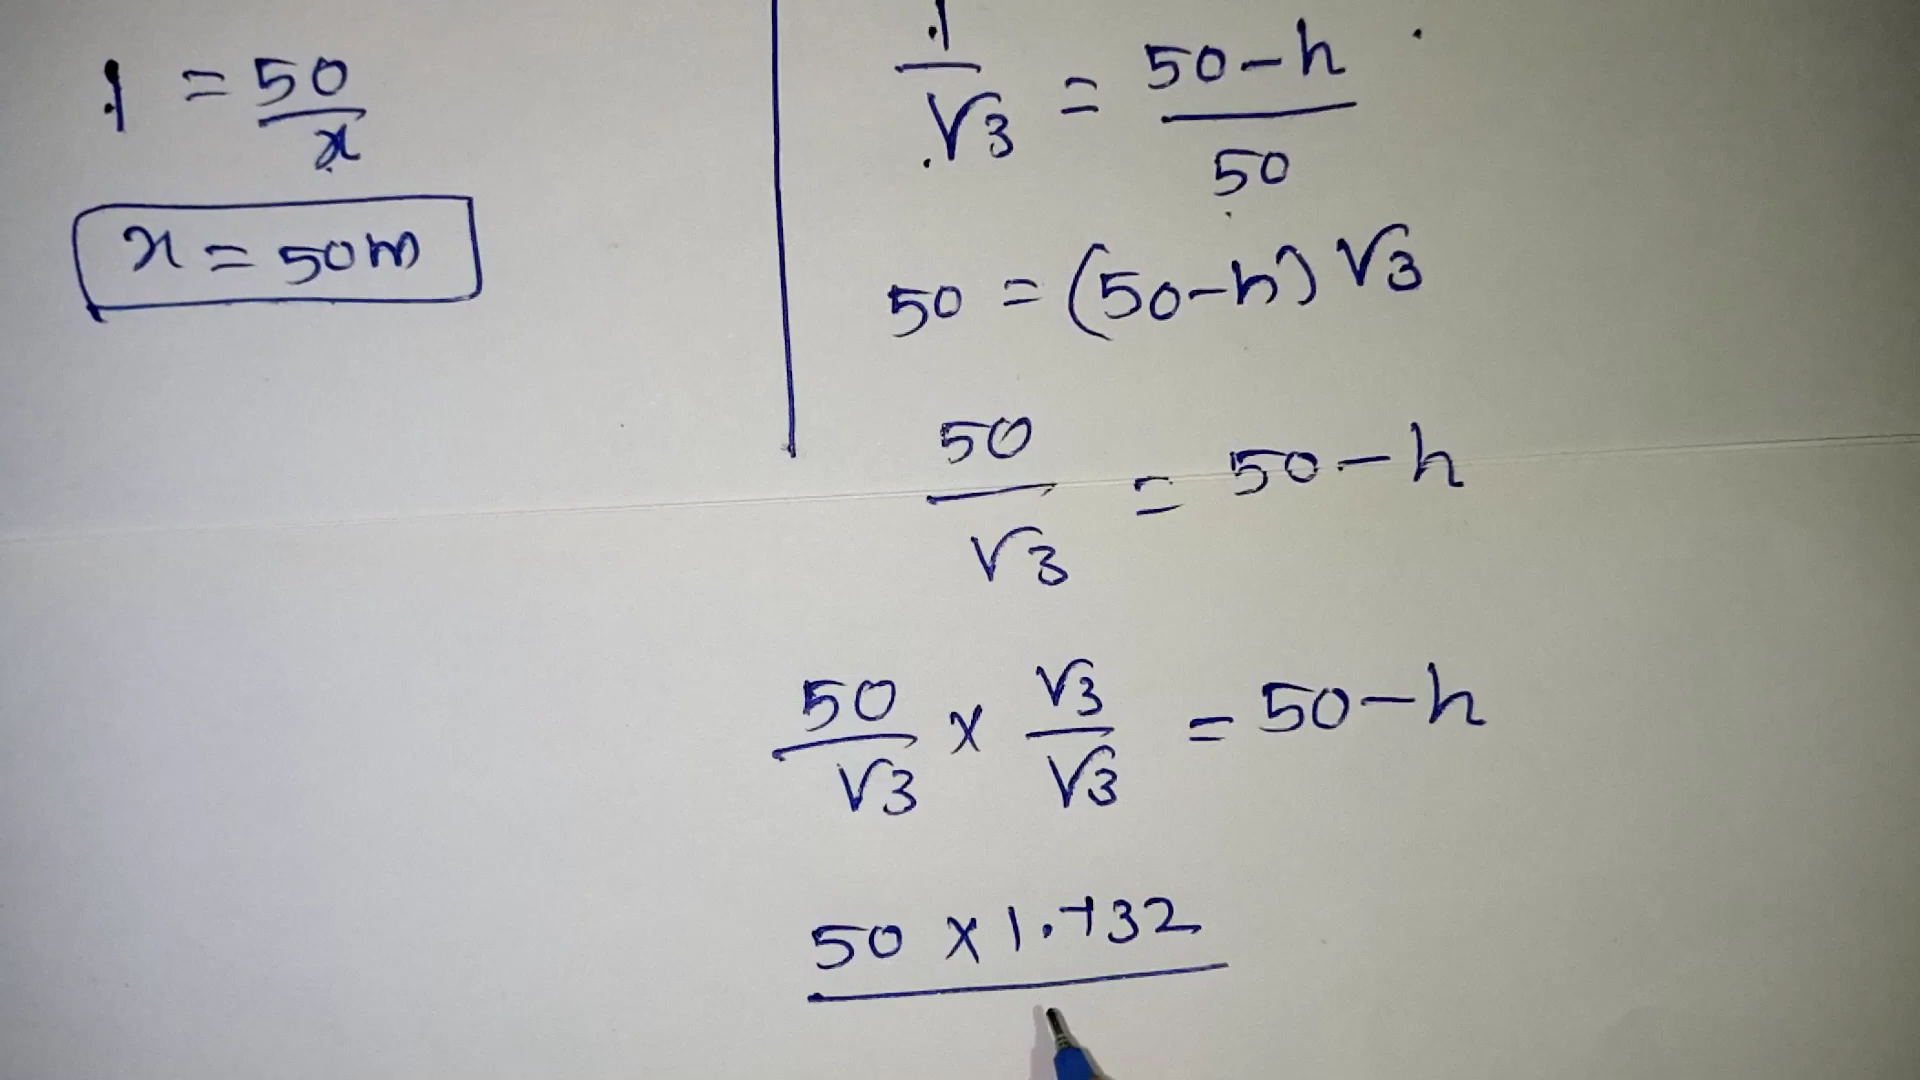 1 = 50/x
x = 50m
1/√3 = 50-h/50
50 = (50-h) √3
50/√3 = 50-h
50/√3 x √3/√3 = 50-h
50 x 1.732